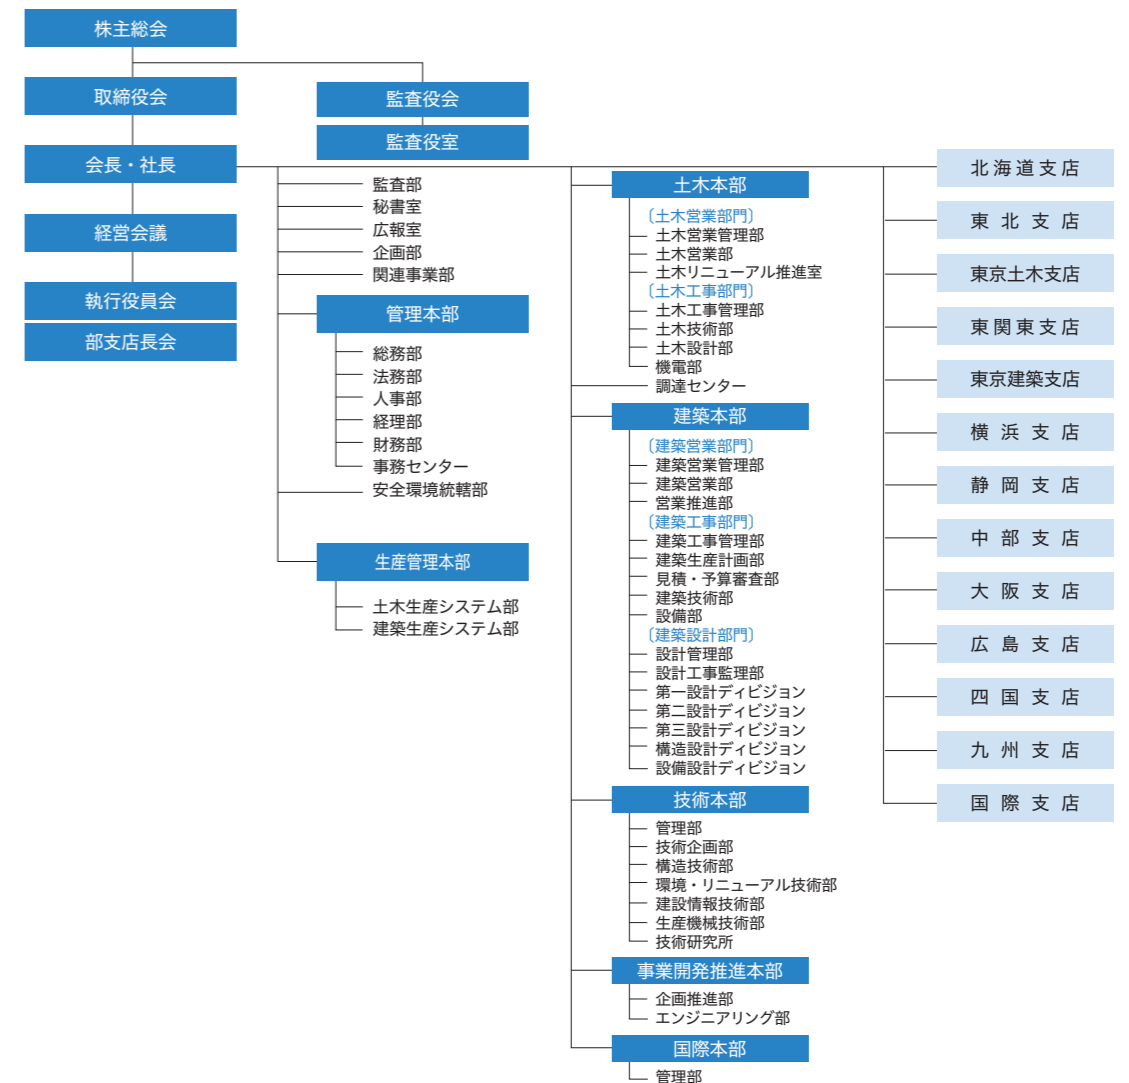 株主総会
取締役会
会長・社長
経営会議
執行役員会
部支店長会
監査役会
監査役室
監査部
秘書室
広報室
企画部
関連事業部
管理本部
総務部
法務部
人事部
経理部
財務部
事務センター
安全環境統轄部
生産管理本部
土木生産システム部
建築生産システム部
土木本部
〔土木営業部門〕
土木営業管理部
土木営業部
土木リニューアル推進室
〔土木工事部門〕
土木工事管理部
土木技術部
土木設計部
機電部
調達センター
建築本部
〔建築営業部門〕
建築営業管理部
建築営業部
営業推進部
〔建築工事部門〕
建築工事管理部
建築生産計画部
見積・予算審査部
建築技術部
設備部
〔建築設計部門〕
設計管理部
設計工事監理部
第一設計ディビジョン
第二設計ディビジョン
第三設計ディビジョン
構造設計ディビジョン
設備設計ディビジョン
技術本部
管理部
技術企画部
構造技術部
環境・リニューアル技術部
建設情報技術部
生産機械技術部
技術研究所
事業開発推進本部
企画推進部
エンジニアリング部
国際本部
管理部
北海道支店
東北支店
東京土木支店
東関東支店
東京建築支店
横浜支店
静岡支店
中部支店
大阪支店
広島支店
四国支店
九州支店
国際支店